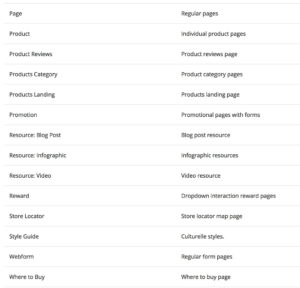 Page Regular pages
Product Individual product pages
Product Reviews Product reviews page
Products Category Product category pages
Products Landing Products landing page
Promotion Promotional pages with forms
Resource: Blog Post Blog post resource
Resource: Infographic Infographic resources
Resource: Video Video resource
Reward Dropdown interaction reward pages
Store Locator Store locator map page
Style Guide Culturelle styles.
Webform Regular form pages
Where to Buy Where to buy page